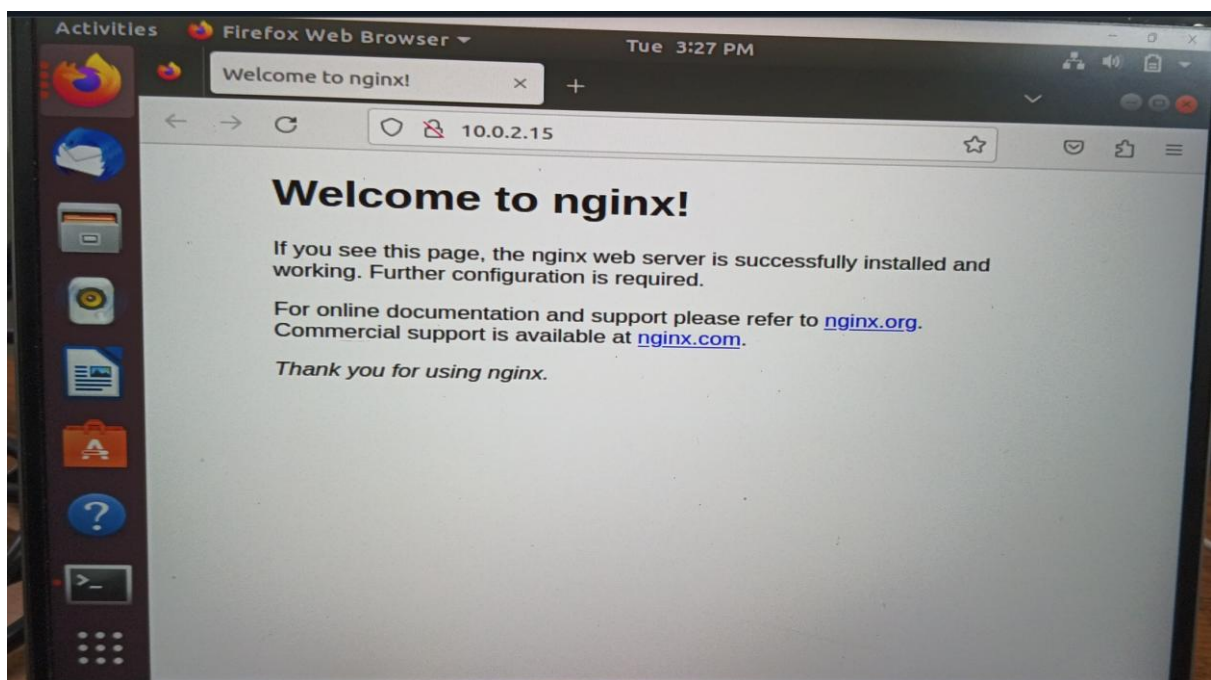 Activities Firefox Web Browser Tue 3:27 PM
Welcome to nginx!
10.0.2.15
Welcome to nginx!
If you see this page, the nginx web server is successfully installed and
working. Further configuration is required.
For online documentation and support please refer to nginx.org.
Commercial support is available at nginx.com.
Thank you for using nginx.